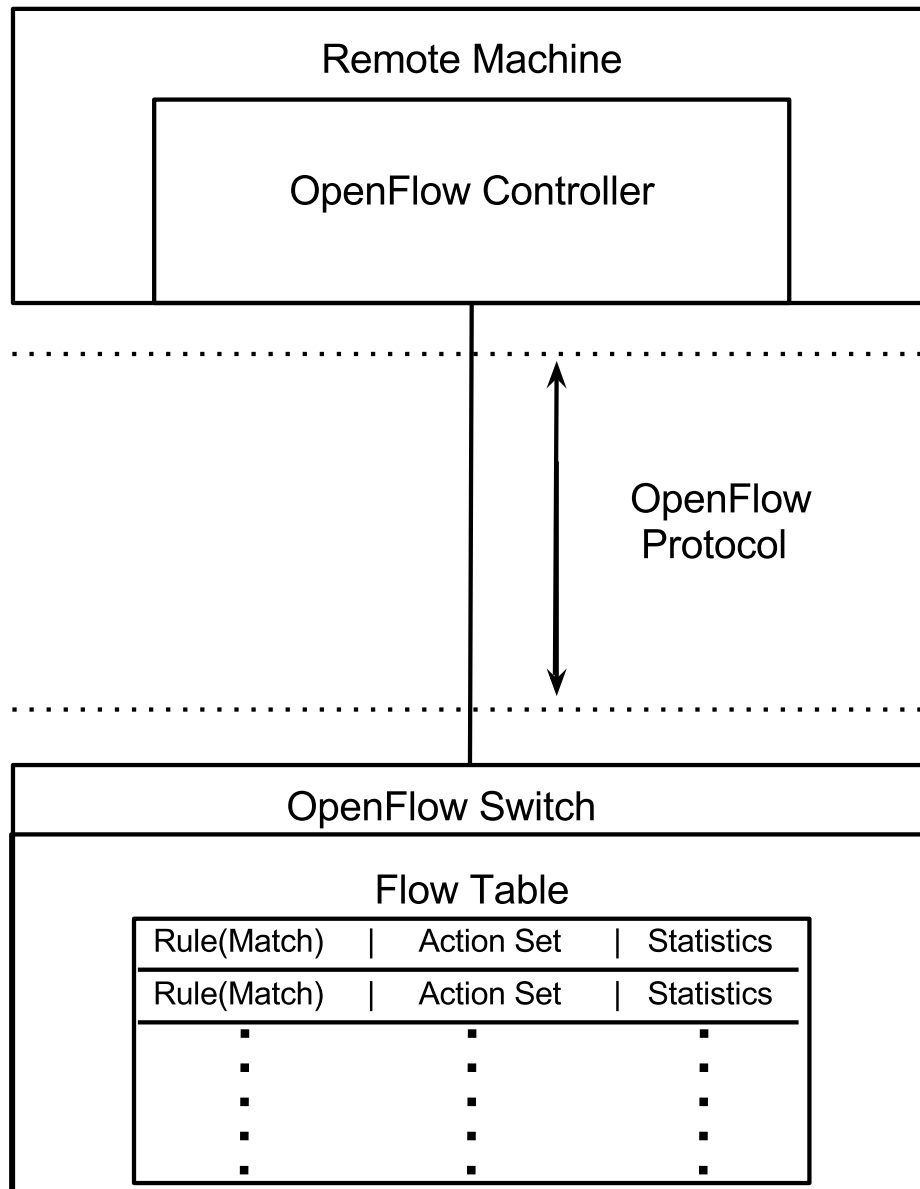 Remote Machine
OpenFlow Controller
OpenFlow
Protocol
OpenFlow Switch
Flow Table
Rule(Match) | Action Set | Statistics
Rule(Match) | Action Set | Statistics